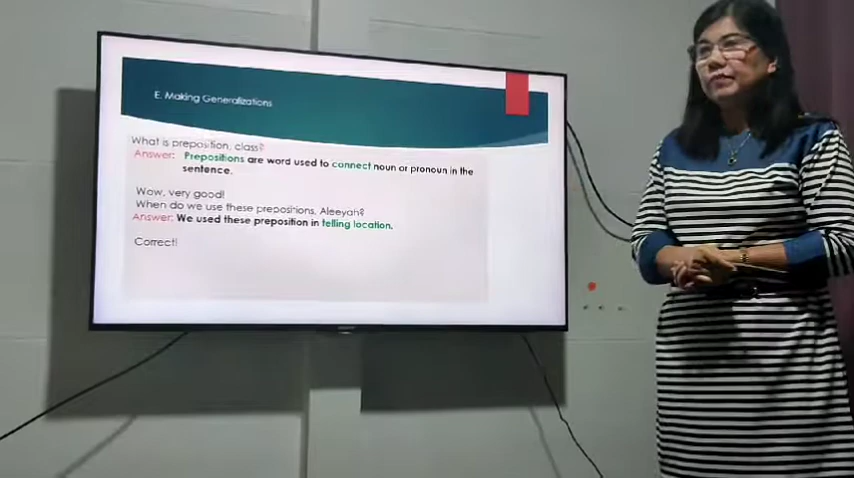 E. Making Generalizations
What is preposition, class?
Answer: Prepositions are word used to connect noun or pronoun in the
sentence.
Wow, very good!
When do we use these prepositions, Aleeyah?
Answer: We used these preposition in telling location.
Correct!